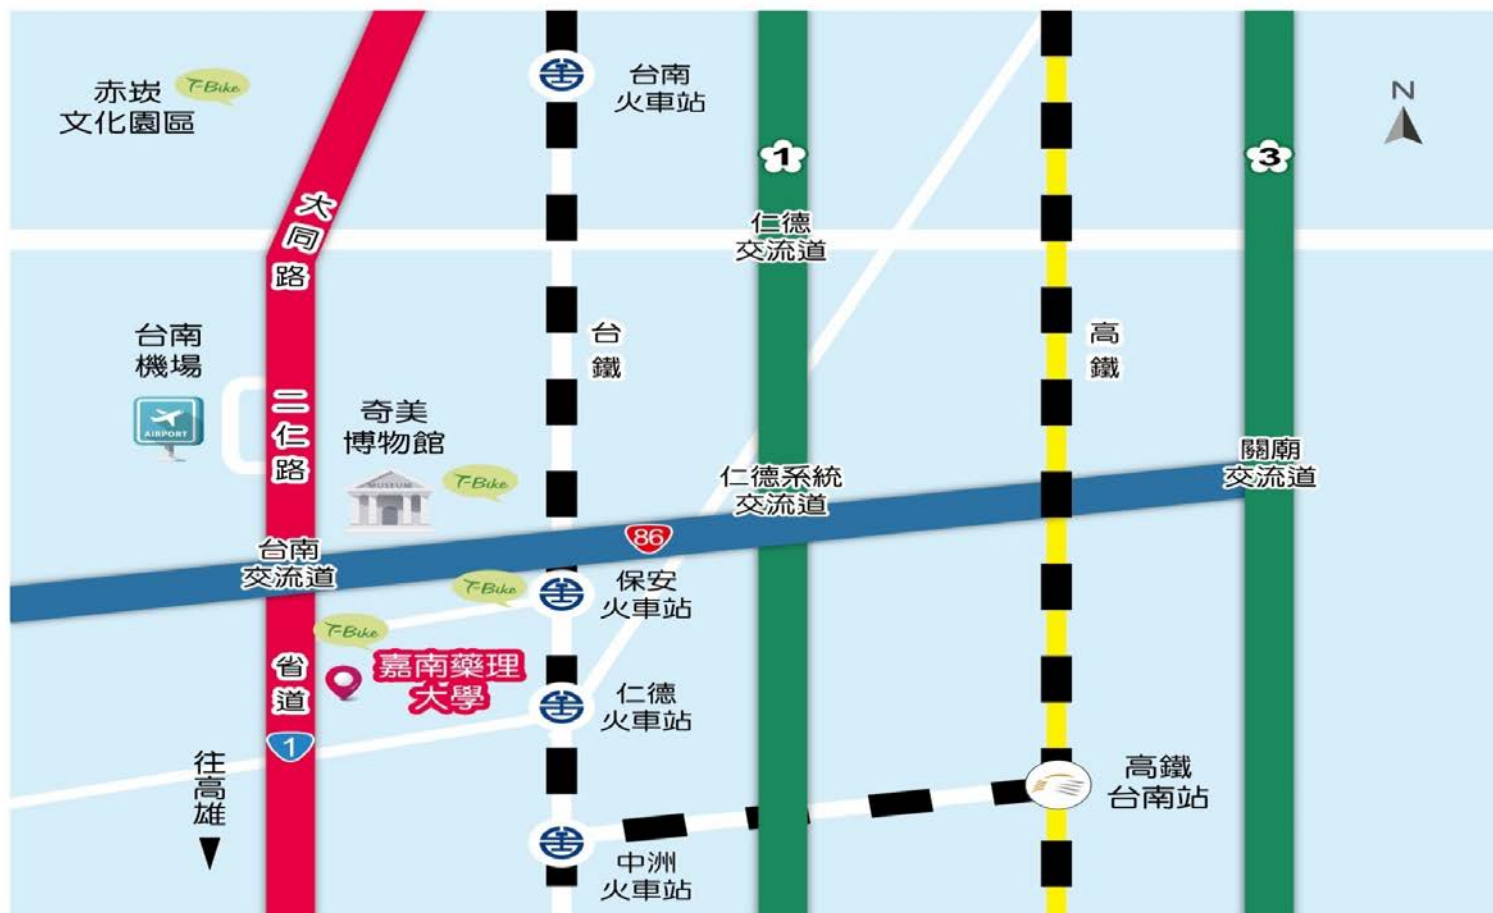 台南
火車站
赤崁
文化園區
T-Bike
N
1
3
大同路
仁德
交流道
台南
機場
AIRPORT
台鐵
高鐵
二仁路
奇美
博物館
MUSEUM
T-Bike
仁德系統
交流道
關廟
交流道
86
台南
交流道
T-Bike
保安
火車站
T-Bike
嘉南藥理
大學
省道
1
仁德
火車站
往高雄
高鐵
台南站
中洲
火車站